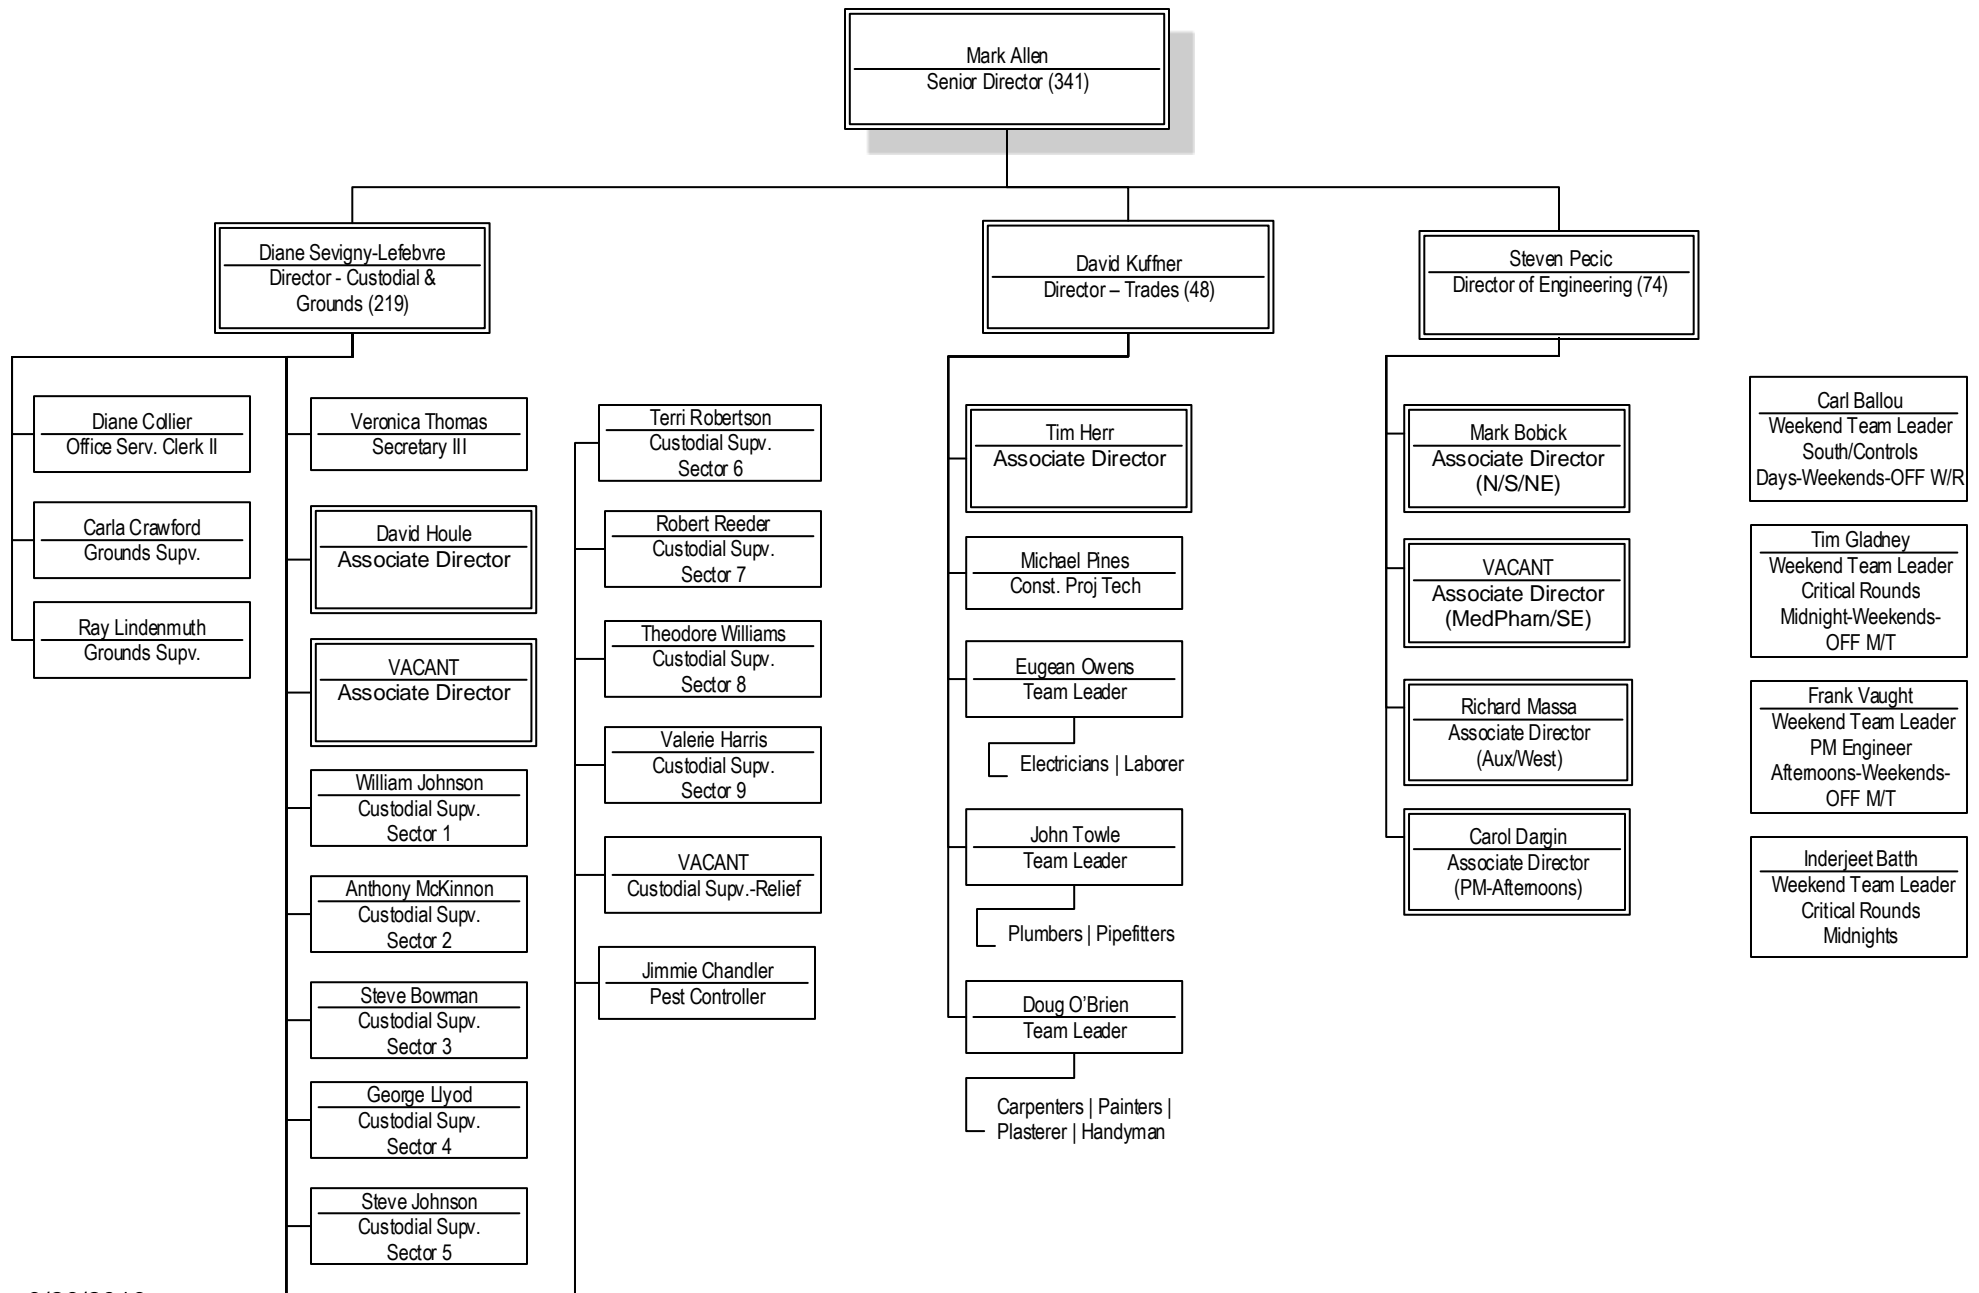 Mark Allen
Senior Director (341)
Diane Sevigny-Lefebvre
Director - Custodial &
Grounds (219)
David Kuffner
Director – Trades (48)
Steven Pecic
Director of Engineering (74)
Diane Collier
Office Serv. Clerk II
Carla Crawford
Grounds Supv.
Ray Lindenmuth
Grounds Supv.
Veronica Thomas
Secretary III
David Houle
Associate Director
VACANT
Associate Director
William Johnson
Custodial Supv.
Sector 1
Anthony McKinnon
Custodial Supv.
Sector 2
Steve Bowman
Custodial Supv.
Sector 3
George Llyod
Custodial Supv.
Sector 4
Steve Johnson
Custodial Supv.
Sector 5
Terri Robertson
Custodial Supv.
Sector 6
Robert Reeder
Custodial Supv.
Sector 7
Theodore Williams
Custodial Supv.
Sector 8
Valerie Harris
Custodial Supv.
Sector 9
VACANT
Custodial Supv.-Relief
Jimmie Chandler
Pest Controller
Tim Herr
Associate Director
Michael Pines
Const. Proj Tech
Eugean Owens
Team Leader
Electricians | Laborer
John Towle
Team Leader
Plumbers | Pipefitters
Doug O’Brien
Team Leader
Carpenters | Painters |
Plasterer | Handyman
Mark Bobick
Associate Director
(N/S/NE)
VACANT
Associate Director
(MedPharn/SE)
Richard Massa
Associate Director
(Aux/West)
Carol Dargin
Associate Director
(PM-Afternoons)
Carl Ballou
Weekend Team Leader
South/Controls
Days-Weekends-OFF W/R
Tim Gladney
Weekend Team Leader
Critical Rounds
Midnight-Weekends-
OFF M/T
Frank Vaught
Weekend Team Leader
PM Engineer
Afternoons-Weekends-
OFF M/T
Inderjeet Batth
Weekend Team Leader
Critical Rounds
Midnights